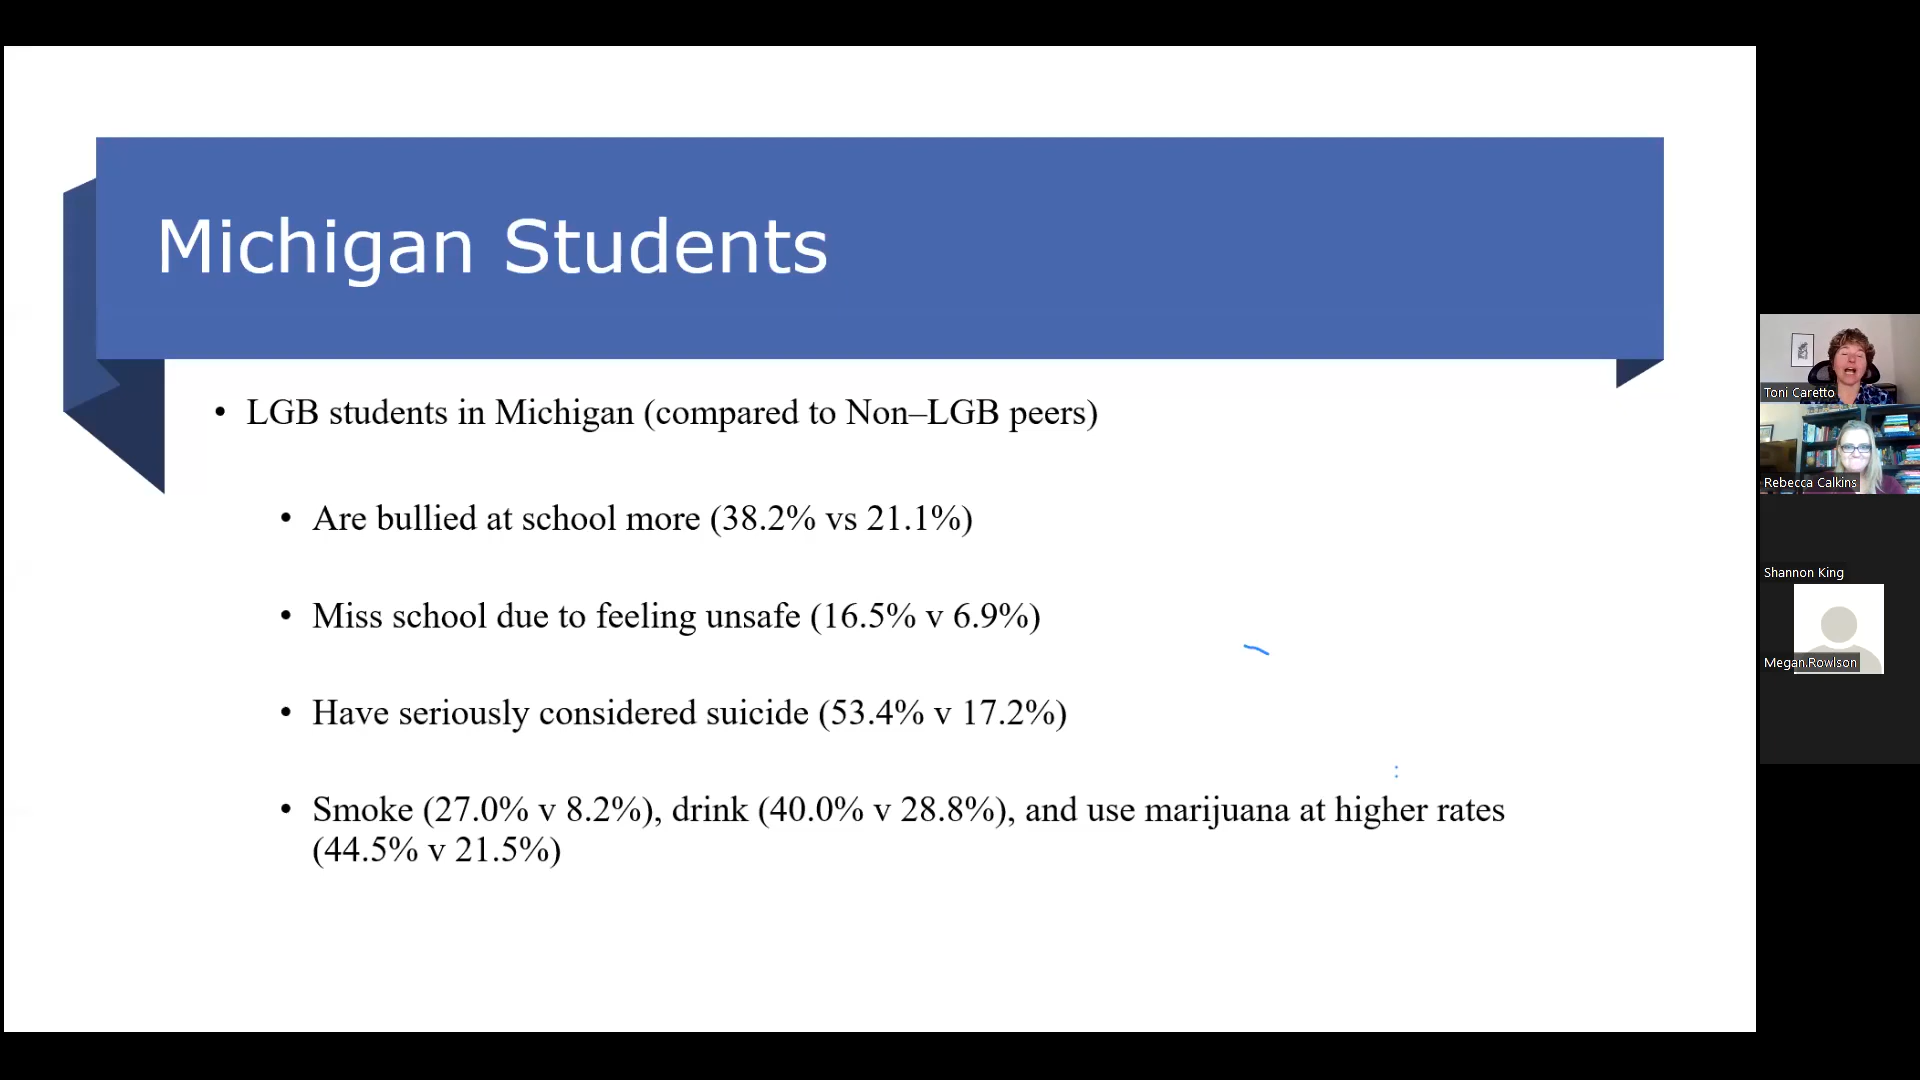 Michigan Students
• LGB students in Michigan (compared to Non–LGB peers)
• Are bullied at school more (38.2% vs 21.1%)
• Miss school due to feeling unsafe (16.5% v 6.9%)
• Have seriously considered suicide (53.4% v 17.2%)
• Smoke (27.0% v 8.2%), drink (40.0% v 28.8%), and use marijuana at higher rates
(44.5% v 21.5%)
Toni Caretto
Rebecca Calkins
Shannon King
Megan.Rowlson